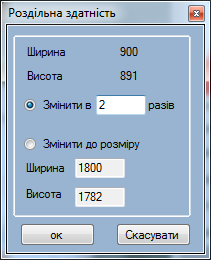 Роздільна здатність
Ширина 900
Висота 891
Змінити в 2 разів
Змінити до розміру
Ширина 1800
Висота 1782
ок Скасувати